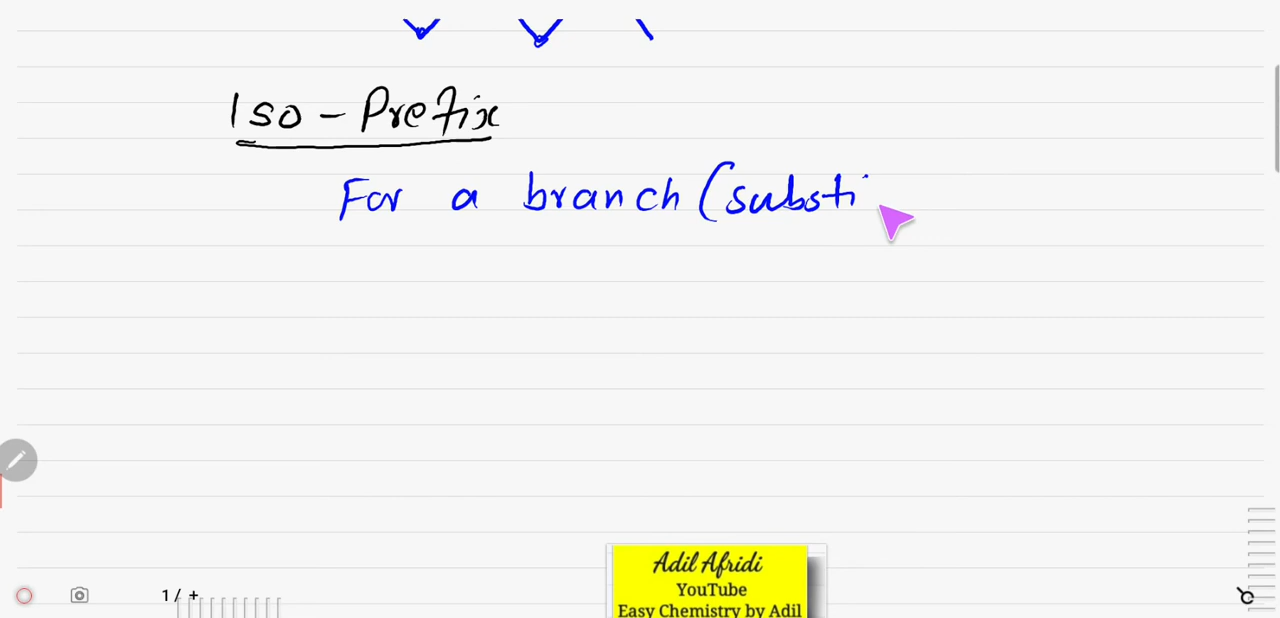 Iso - Prefix
For a branch (substi
1 / +
Adil Afridi
YouTube
Easy Chemistry by Adil